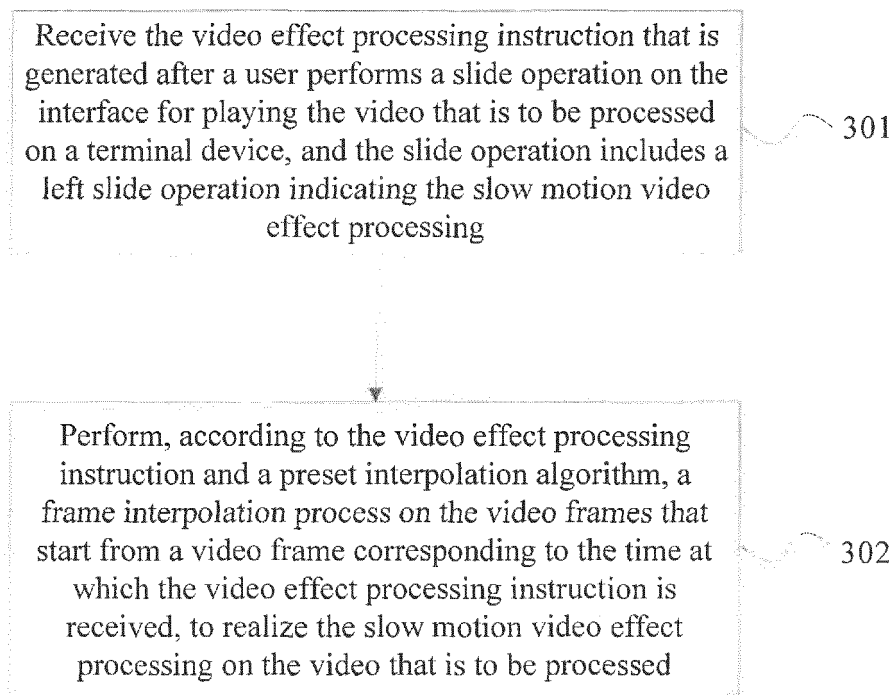 Receive the video effect processing instruction that is
generated after a user performs a slide operation on the
interface for playing the video that is to be processed
on a terminal device, and the slide operation includes a
left slide operation indicating the slow motion video
effect processing
301
Perform, according to the video effect processing
instruction and a preset interpolation algorithm, a
frame interpolation process on the video frames that
start from a video frame corresponding to the time at
which the video effect processing instruction is
received, to realize the slow motion video effect
processing on the video that is to be processed
302